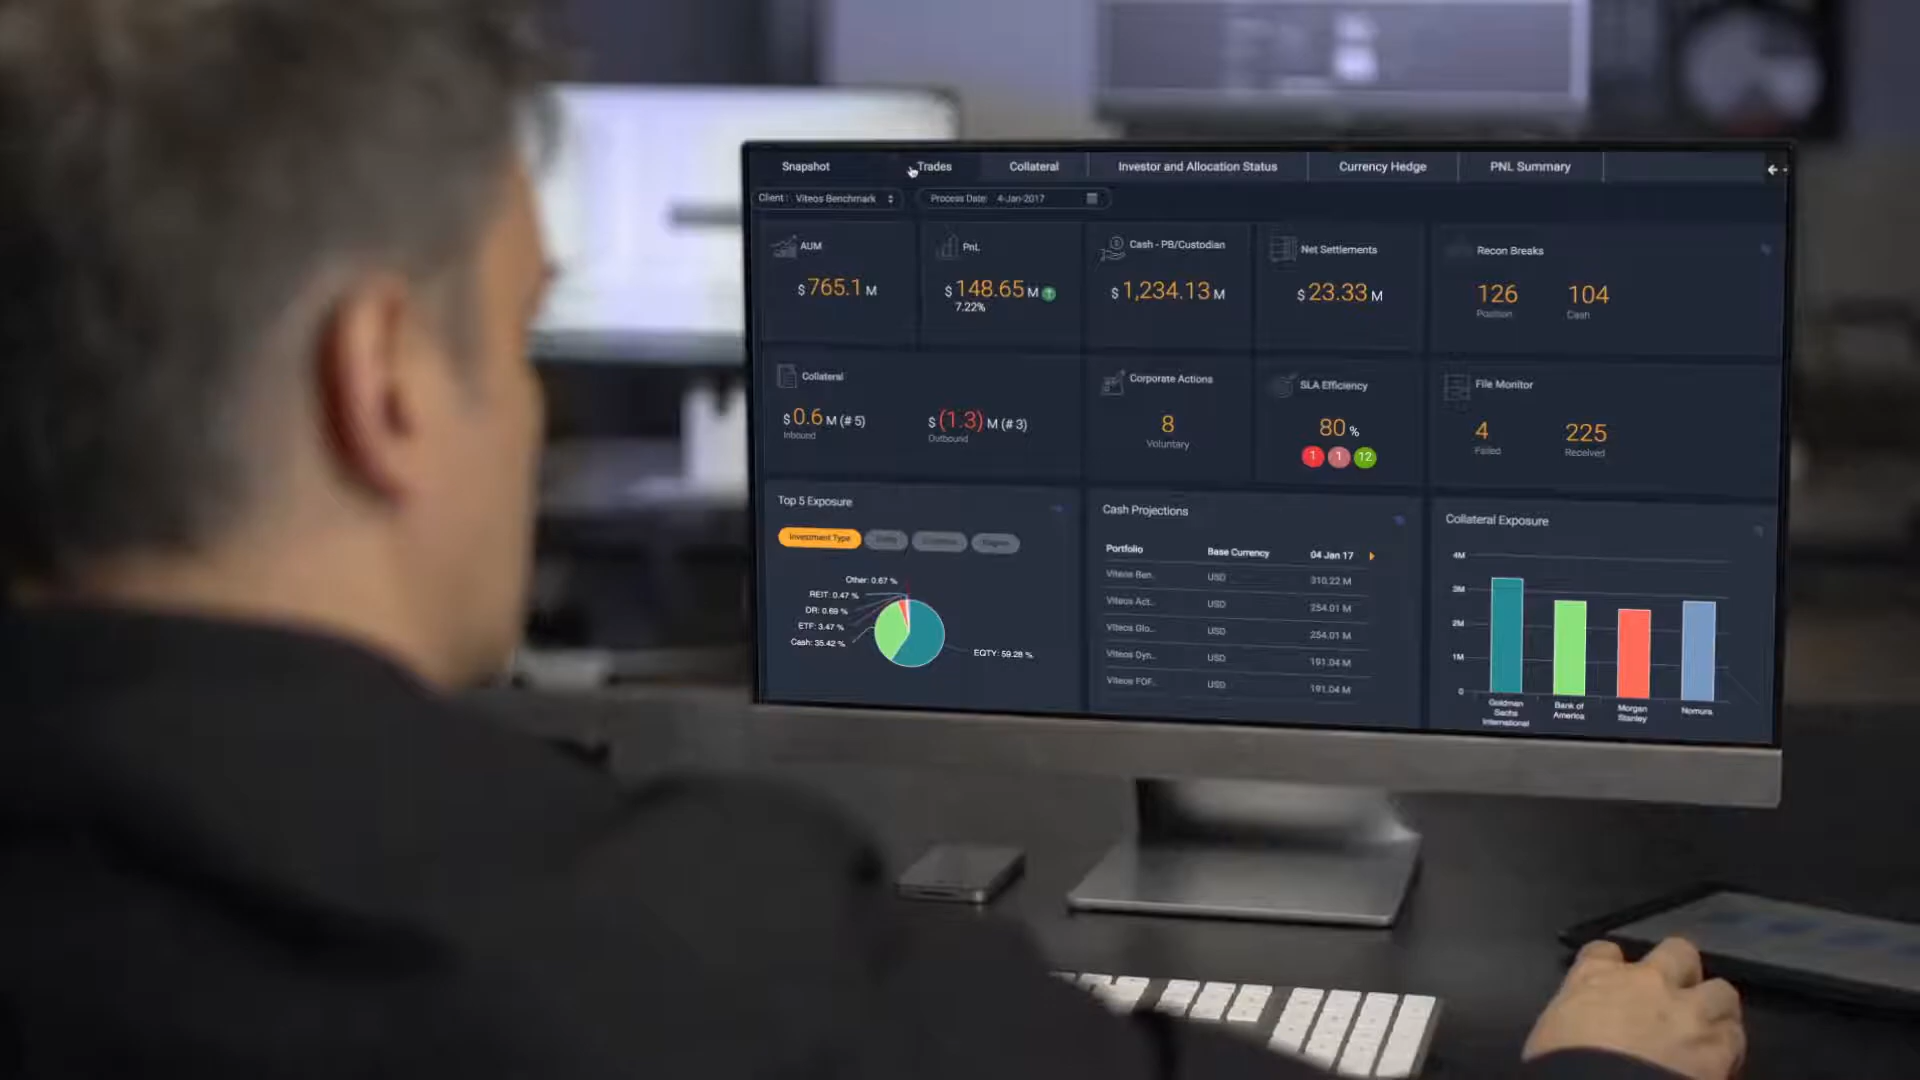 Snapshot
Trades
Collateral
Investor and Allocation Status
Currency Hedge
PNL Summary
Client : Viteos Benchmark
Process Date: 4-Jan-2017
AUM
$ 765.1 M
PnL
$ 148.65 M
7.22%
Cash - PB/Custodian
$ 1,234.13 M
Net Settlements
$ 23.33 M
Recon Breaks
126 104
Position Cash
Collateral
$ 0.6 M (# 5)
Inbound
$ (1.3) M (# 3)
Outbound
Corporate Actions
8
Voluntary
SLA Efficiency
80 %
1 1 12
File Monitor
4 225
Failed Received
Top 5 Exposure
Investment Type
Region
Other: 0.67 %
REIT: 0.47 %
DR: 0.69 %
ETF: 3.47 %
Cash: 35.42 %
EQTY: 59.28 %
Cash Projections
Portfolio Base Currency 04 Jan 17
Viteos Ben.. USD 310.22 M
Viteos Act.. USD 254.01 M
Viteos Glo.. USD 254.01 M
Viteos Dyn.. USD 191.04 M
Viteos FOF.. USD 191.04 M
Collateral Exposure
4M
3M
2M
1M
0
Goldman
Sachs
International
Bank of
America
Morgan
Stanley
Nomura